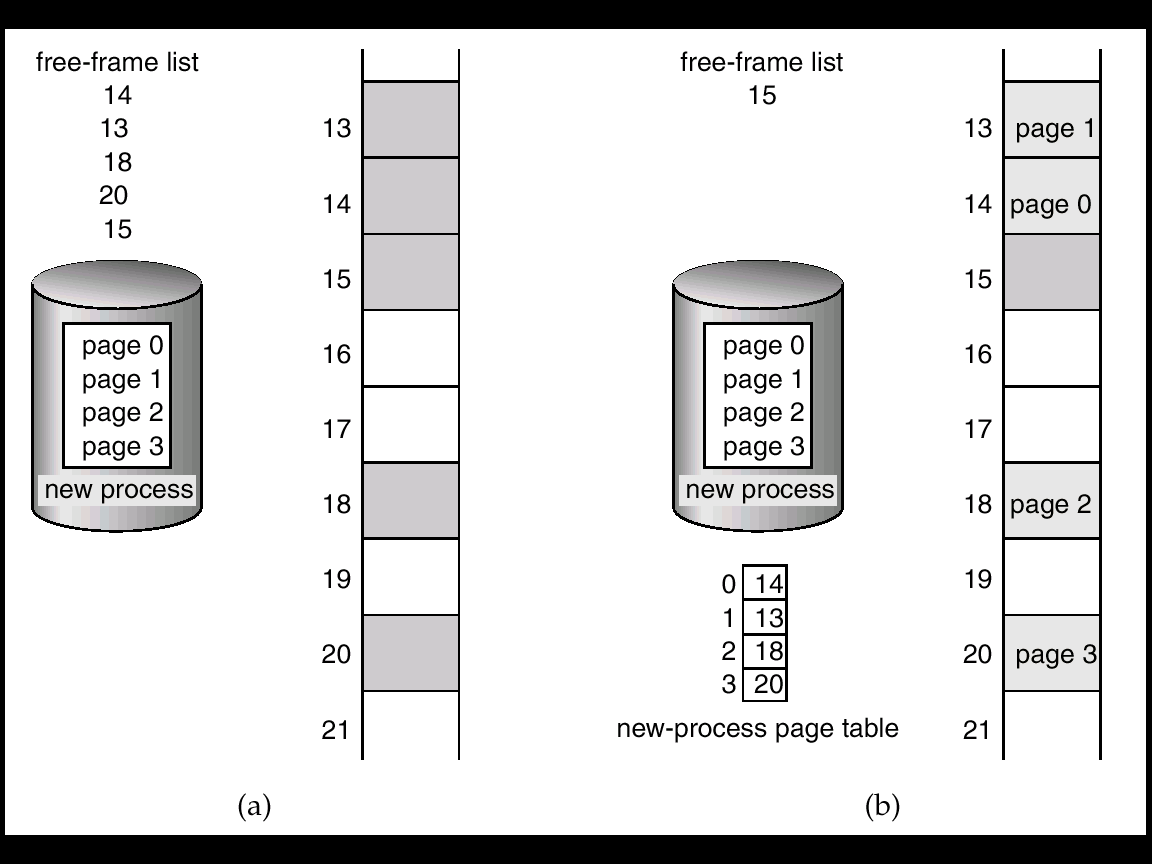 free-frame list
14
13
18
20
15
page 0
page 1
page 2
page 3
new process
13
14
15
16
17
18
19
20
21
(a)
free-frame list
15
page 0
page 1
page 2
page 3
new process
0 14
1 13
2 18
3 20
new-process page table
13 page 1
14 page 0
15
16
17
18 page 2
19
20 page 3
21
(b)